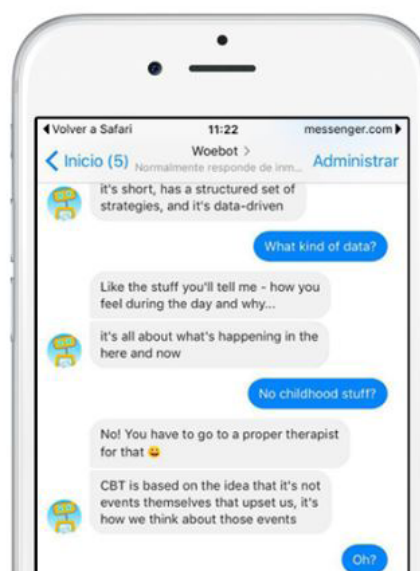 Volver a Safari 11:22 messenger.com
Inicio (5) Woebot Administrar
Normalmente responde de inm...
it's short, has a structured set of
strategies, and it's data-driven
What kind of data?
Like the stuff you'll tell me - how you
feel during the day and why...
it's all about what's happening in the
here and now
No childhood stuff?
No! You have to go to a proper therapist
for that 😀
CBT is based on the idea that it's not
events themselves that upset us, it's
how we think about those events
Oh?